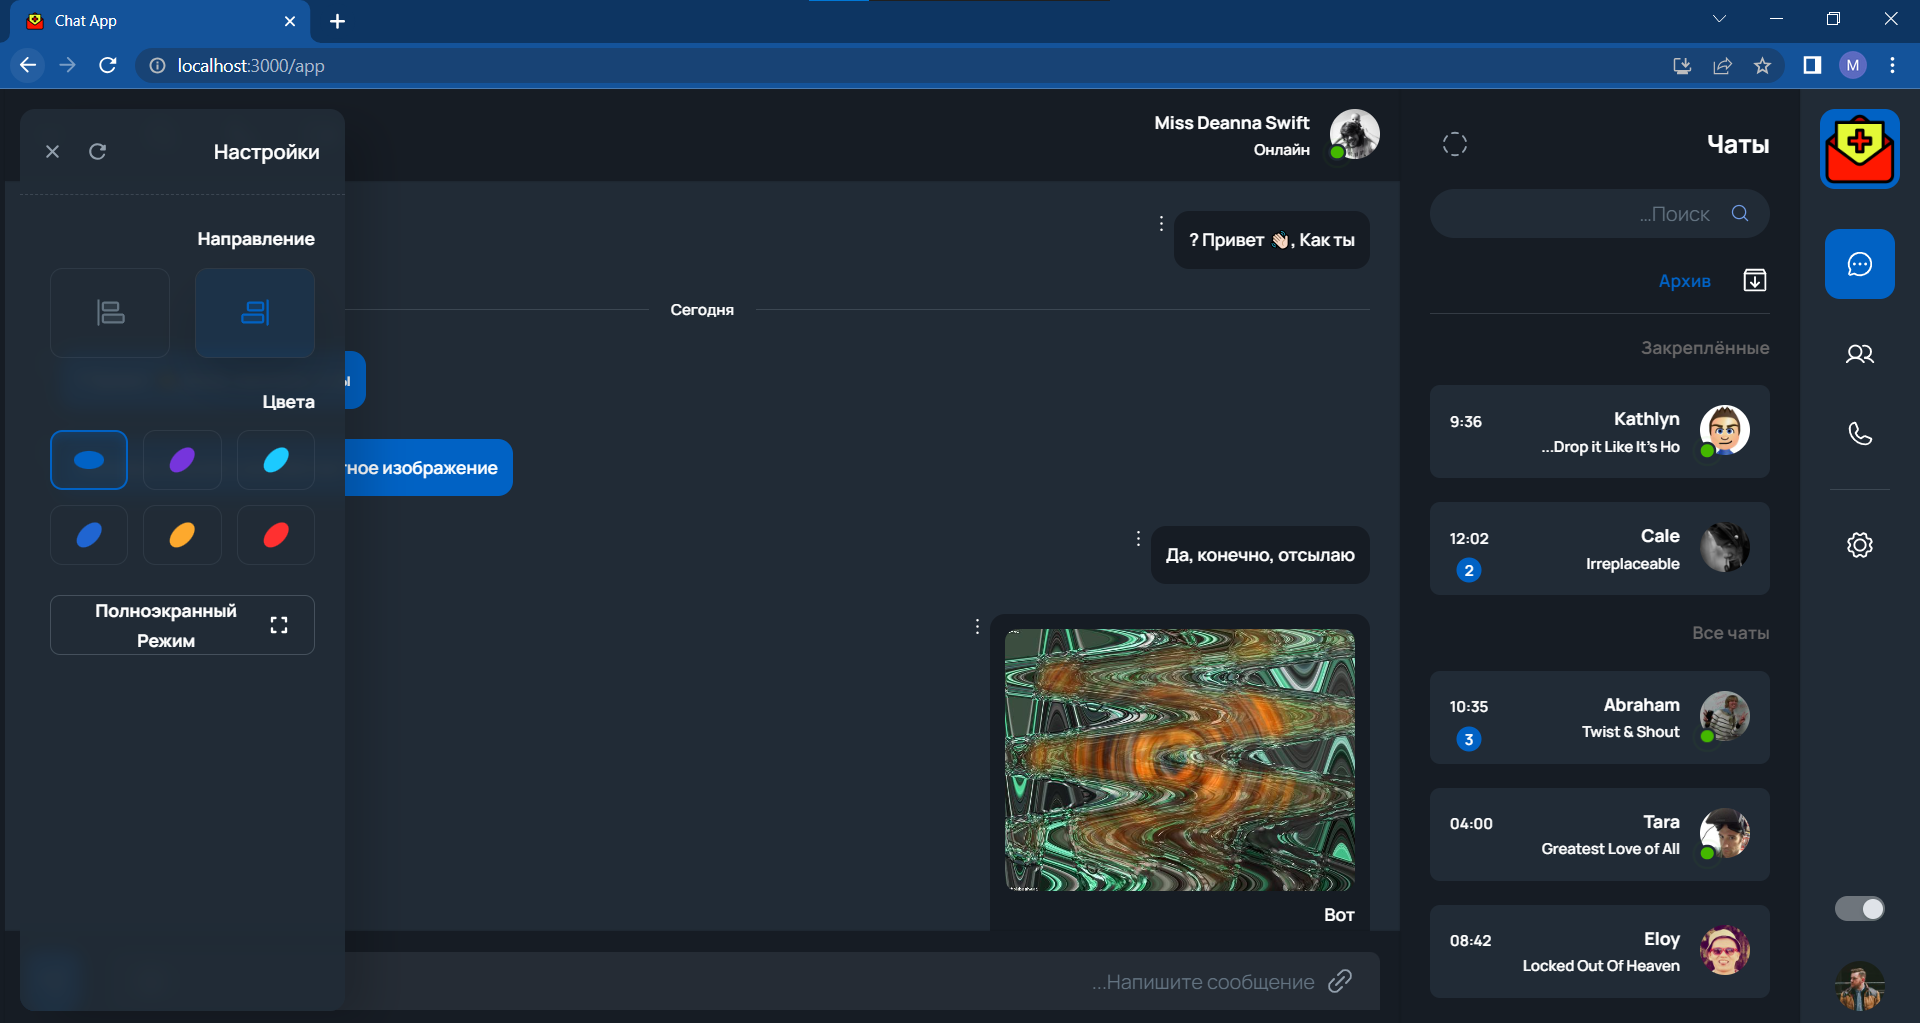 Chat App
localhost:3000/app
M
Настройки
Направление
Цвета
Полноэкранный
Режим
Miss Deanna Swift
Онлайн
? Привет 👋🏻, Как ты
Сегодня
ное изображение
Да, конечно, отсылаю
Вот
...Напишите сообщение
Чаты
...Поиск
Архив
Закреплённые
Kathlyn
9:36
...Drop it Like It's Ho
Cale
12:02
Irreplaceable
2
Все чаты
Abraham
10:35
Twist & Shout
3
Tara
04:00
Greatest Love of All
Eloy
08:42
Locked Out Of Heaven